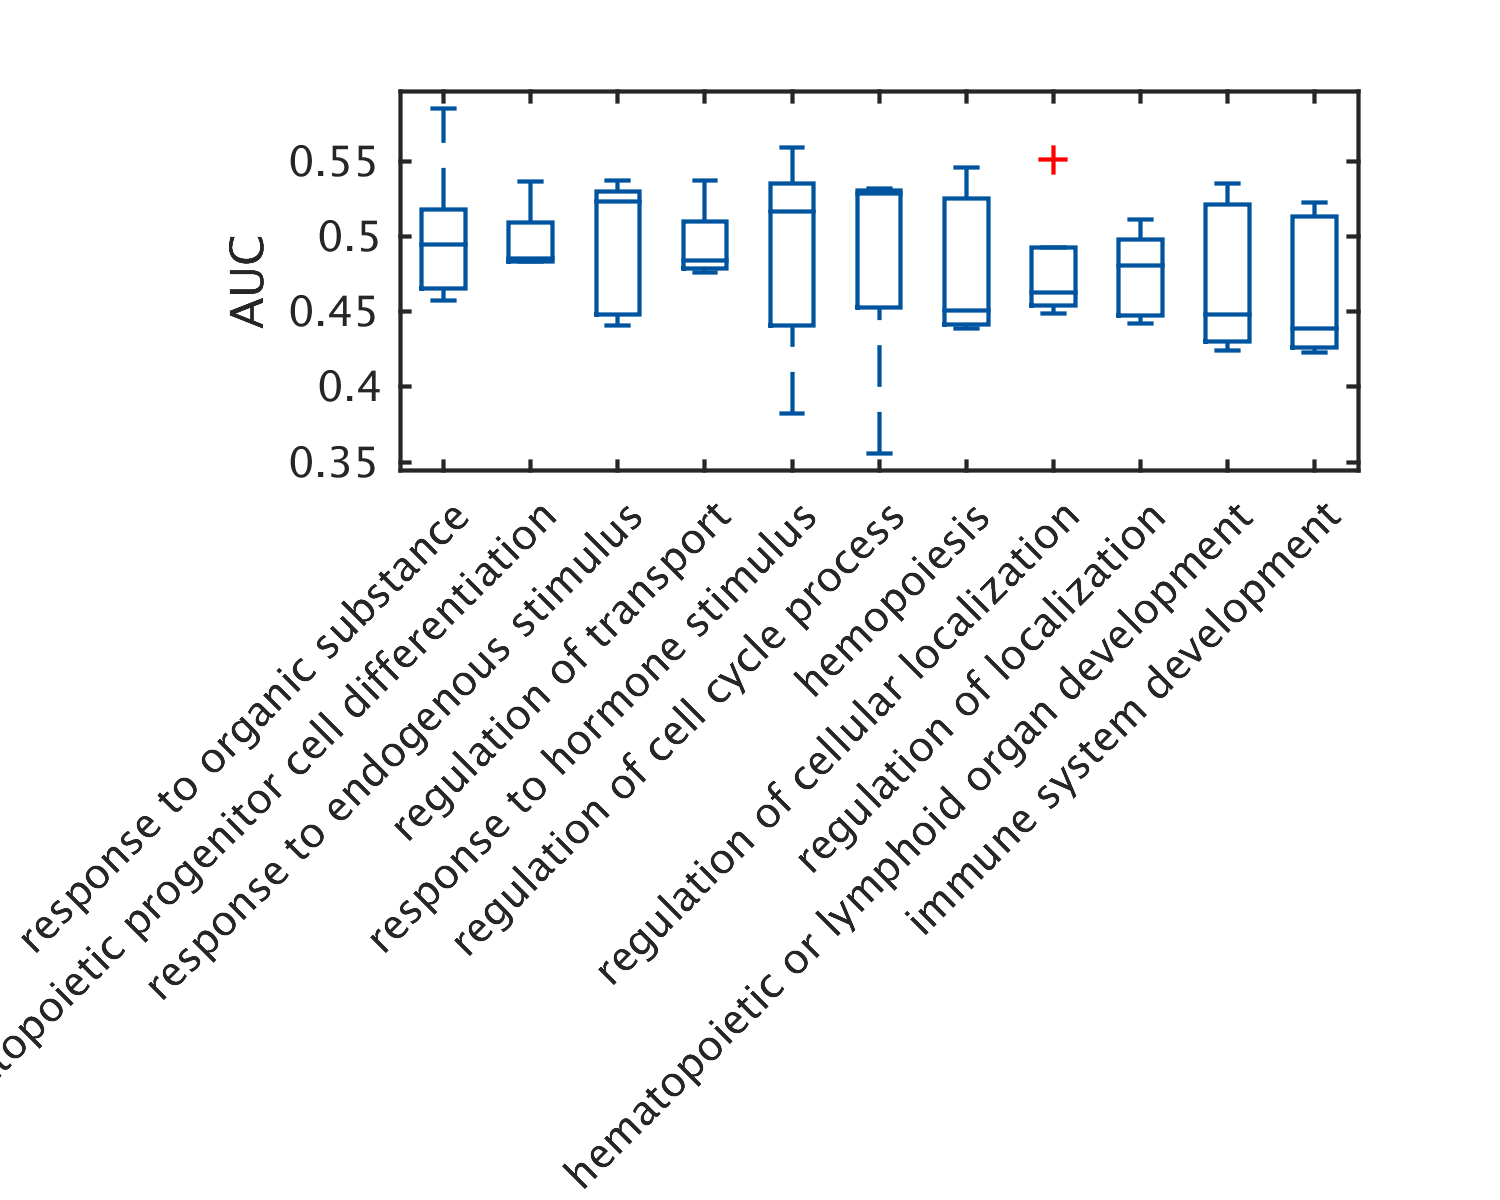 AUC
0.55
0.5
0.45
0.4
0.35
response to organic substance
progenitor cell differentiation
response to endogenous stimulus
regulation of transport
response to hormone stimulus
regulation of cell cycle process
hemopoiesis
regulation of cellular localization
regulation of localization
hematopoietic or lymphoid organ development
immune system development